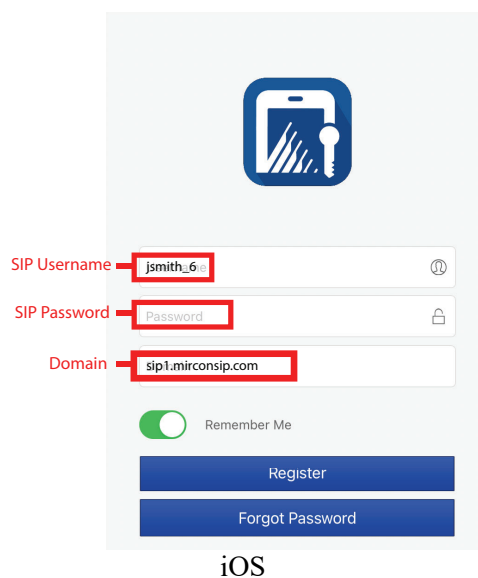 SIP Username
jsmith_6
SIP Password
Password
Domain
sip1.mirconsip.com
Remember Me
Register
Forgot Password
iOS